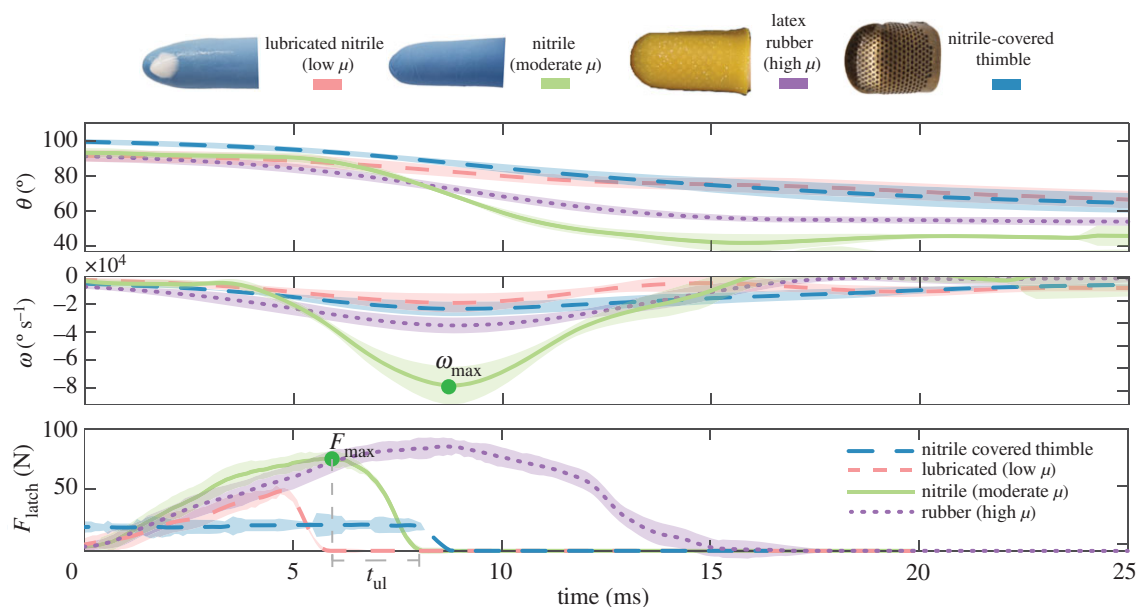 lubricated nitrile
(low μ)
nitrile
(moderate μ)
latex
rubber
(high μ)
nitrile-covered
thimble
100
80
60
40
θ (°)
×10⁴
0
−2
−4
−6
−8
ω (° s⁻¹)
ω_max
100
50
F_latch (N)
F_max
nitrile covered thimble
lubricated (low μ)
nitrile (moderate μ)
rubber (high μ)
0 5 10 15 20 25
t_ul
time (ms)